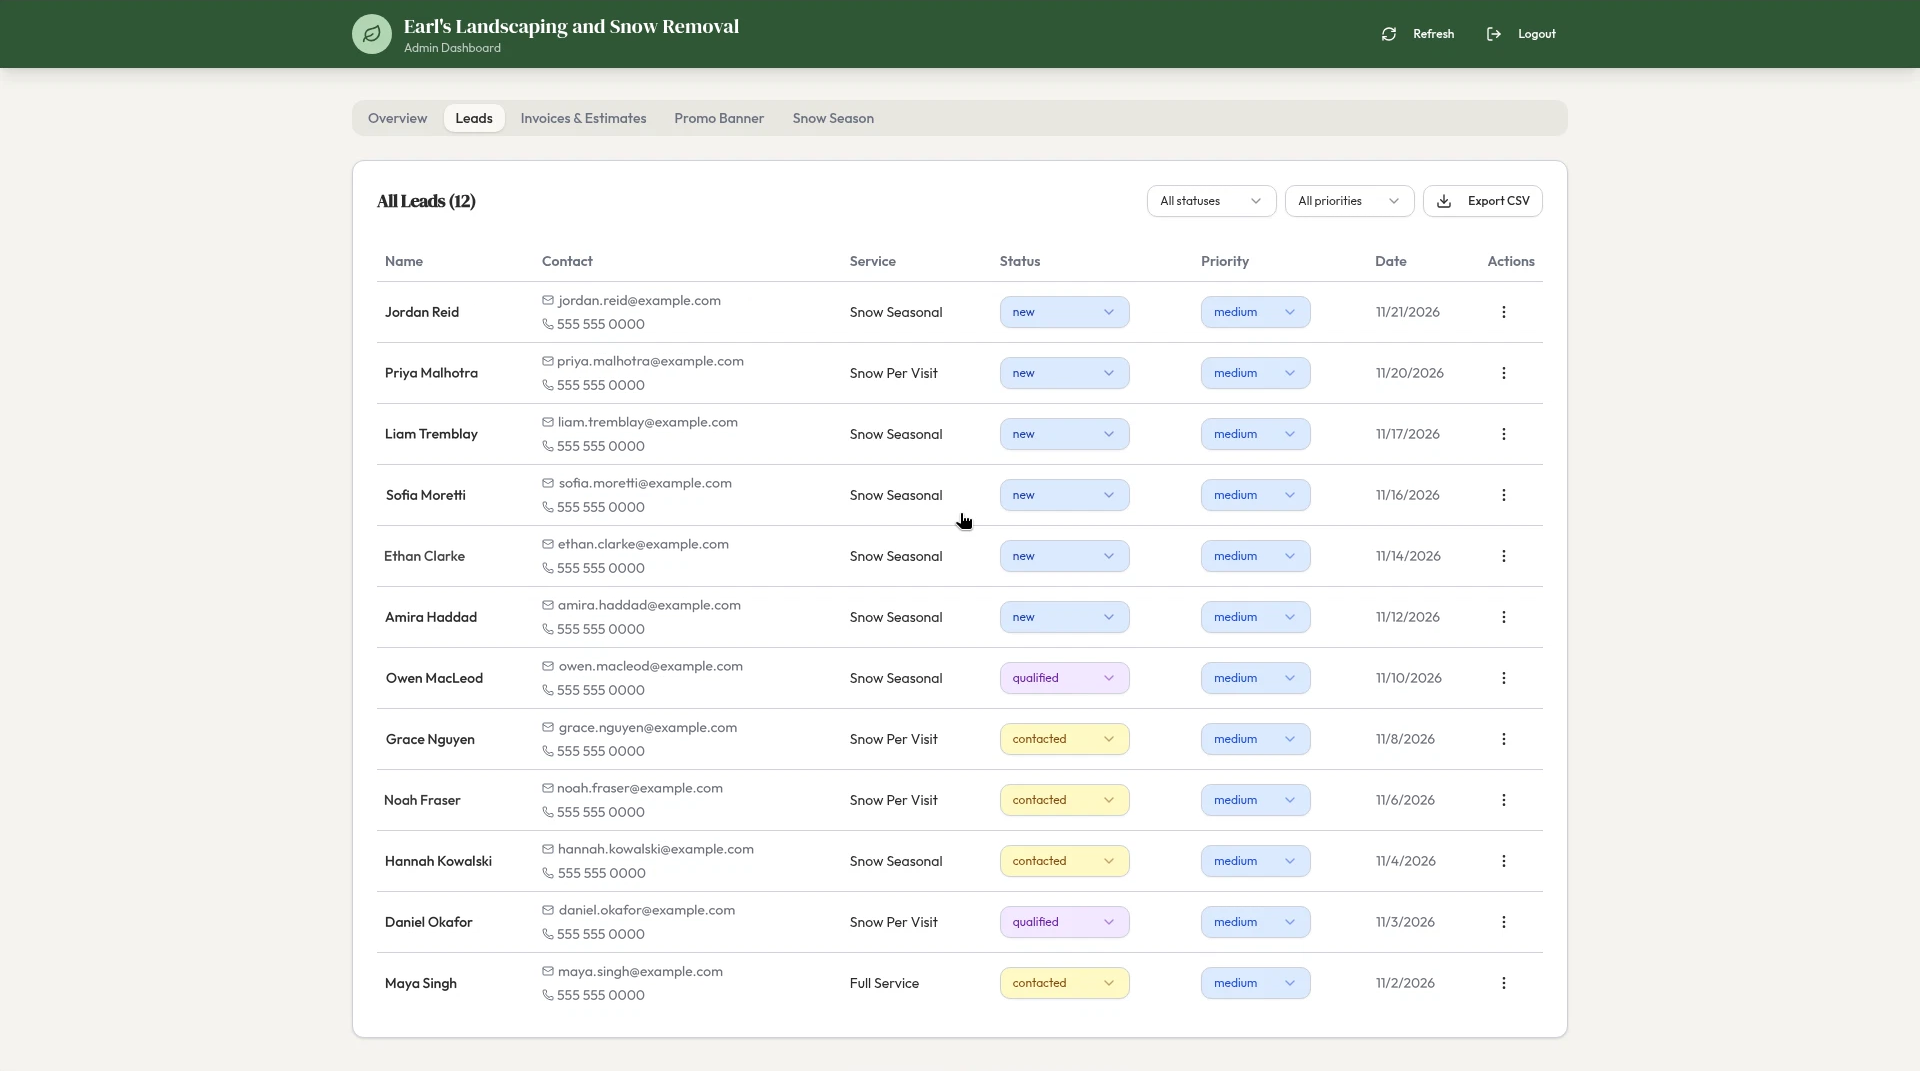 Earl's Landscaping and Snow Removal
Admin Dashboard
Refresh
Logout
Overview Leads Invoices & Estimates Promo Banner Snow Season
All Leads (12)
All statuses All priorities Export CSV
Name Contact Service Status Priority Date Actions
jordan.reid@example.com
Jordan Reid Snow Seasonal new medium 11/21/2026
555 555 0000
priya.malhotra@example.com
Priya Malhotra Snow Per Visit new medium 11/20/2026
555 555 0000
liam.tremblay@example.com
Liam Tremblay Snow Seasonal new medium 11/17/2026
555 555 0000
sofia.moretti@example.com
Sofia Moretti Snow Seasonal new medium 11/16/2026
555 555 0000
ethan.clarke@example.com
Ethan Clarke Snow Seasonal new medium 11/14/2026
555 555 0000
amira.haddad@example.com
Amira Haddad Snow Seasonal new medium 11/12/2026
555 555 0000
owen.macleod@example.com
Owen MacLeod Snow Seasonal qualified medium 11/10/2026
555 555 0000
grace.nguyen@example.com
Grace Nguyen Snow Per Visit contacted medium 11/8/2026
555 555 0000
noah.fraser@example.com
Noah Fraser Snow Per Visit contacted medium 11/6/2026
555 555 0000
hannah.kowalski@example.com
Hannah Kowalski Snow Seasonal contacted medium 11/4/2026
555 555 0000
daniel.okafor@example.com
Daniel Okafor Snow Per Visit qualified medium 11/3/2026
555 555 0000
maya.singh@example.com
Maya Singh Full Service contacted medium 11/2/2026
555 555 0000